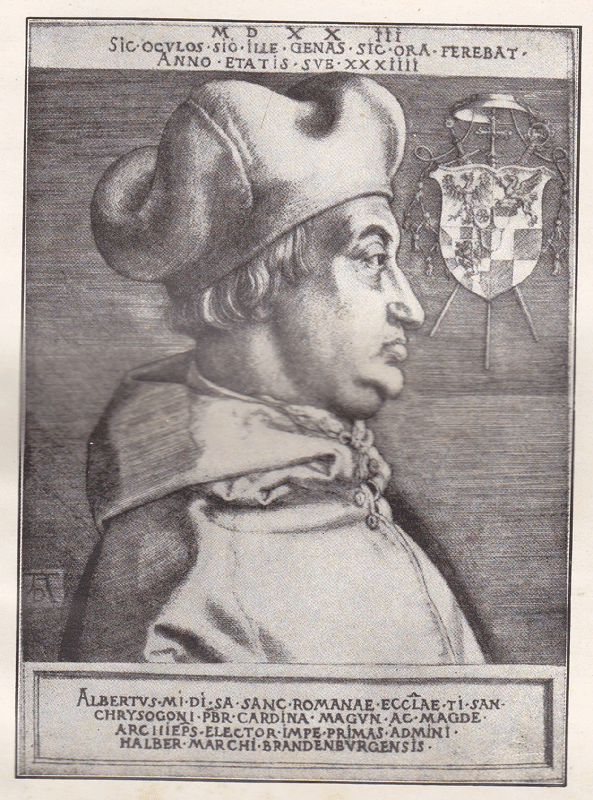 M D X X III
SIC · OCVLOS · SIC · ILLE · GENAS · SIC · ORA · FEREBAT ·
ANNO · ETATIS · SVE · XXXIIII
AD
ALBERTVS · MI · DI · SA · SANC · ROMANAE · ECCLAE · TI · SAN ·
CHRYSOGONI · PBR · CARDINA · MAGVN · AC · MAGDE ·
ARCHIEPS · ELECTOR · IMPE · PRIMAS · ADMINI ·
HALBER · MARCHI · BRANDENBVRGENSIS ·